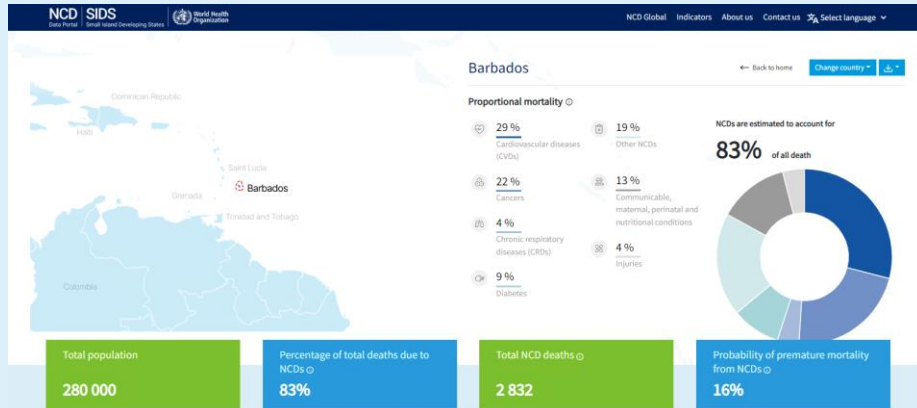 NCD SIDS
Data Portal Small Island Developing States
World Health
Organization
NCD Global Indicators About us Contact us Select language
Dominican Republic
Haiti
Saint Lucia
Barbados
Grenada
Trinidad and Tobago
Colombia
Barbados
← Back to home
Change country
Proportional mortality
29 %
Cardiovascular diseases
(CVDs)
22 %
Cancers
4 %
Chronic respiratory
diseases (CRDs)
9 %
Diabetes
19 %
Other NCDs
13 %
Communicable,
maternal, perinatal and
nutritional conditions
4 %
Injuries
NCDs are estimated to account for
83% of all death
Total population
280 000
Percentage of total deaths due to
NCDs
83%
Total NCD deaths
2 832
Probability of premature mortality
from NCDs
16%